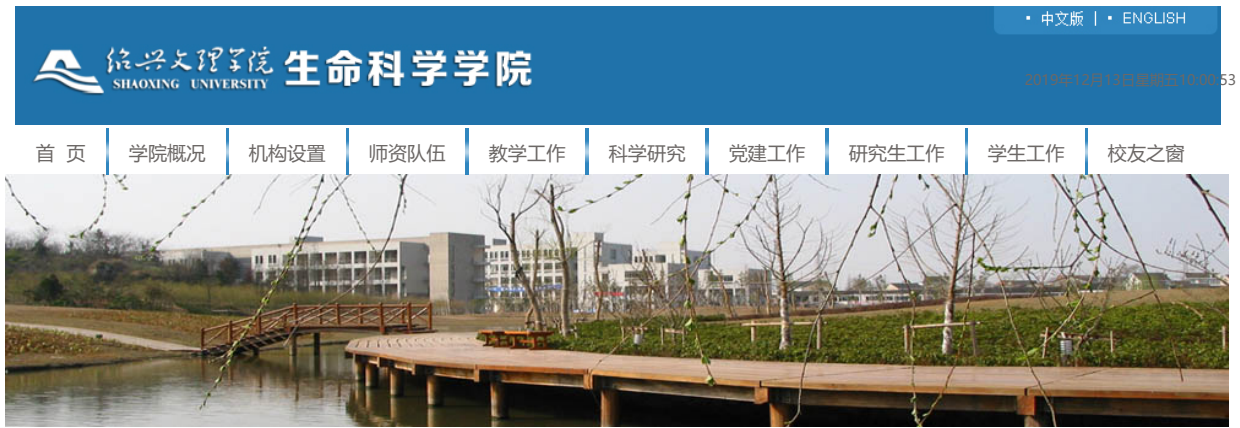 • 中文版 | • ENGLISH
绍兴文理学院 生命科学学院
SHAOXING UNIVERSITY
2019年12月13日星期五10:00:53
首 页 学院概况 机构设置 师资队伍 教学工作 科学研究 党建工作 研究生工作 学生工作 校友之窗